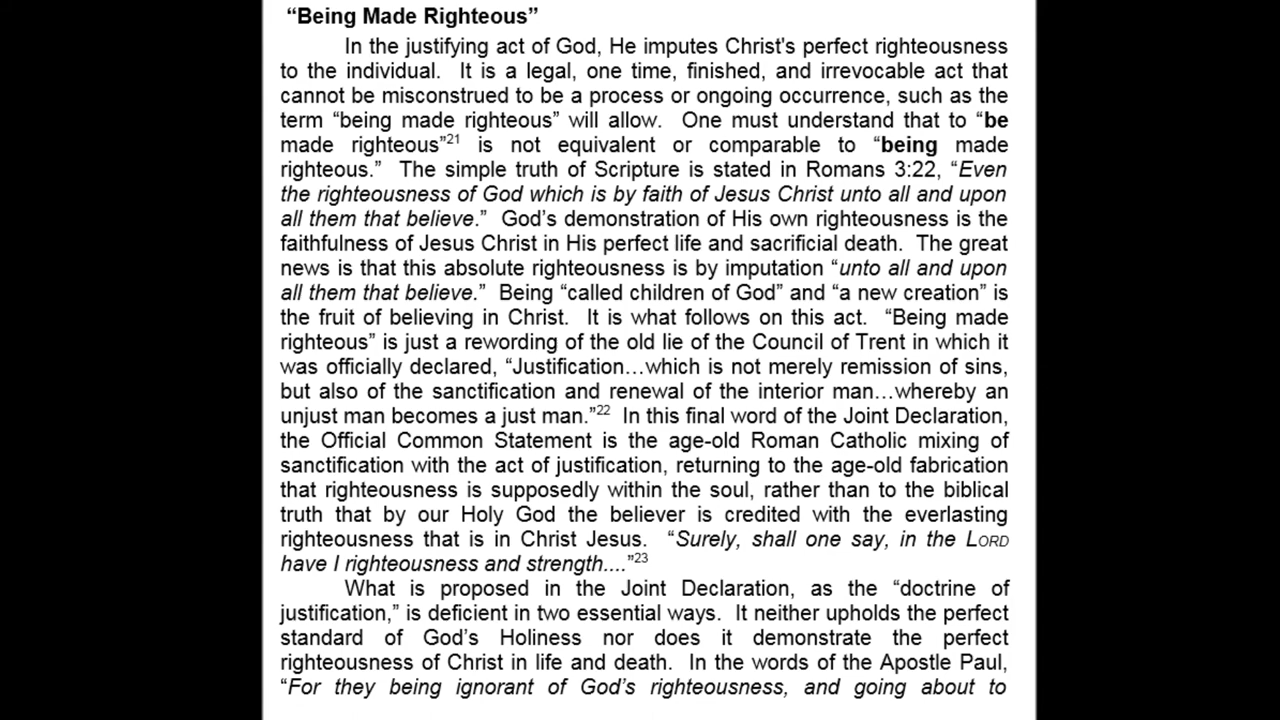 “Being Made Righteous”
In the justifying act of God, He imputes Christ's perfect righteousness
to the individual. It is a legal, one time, finished, and irrevocable act that
cannot be misconstrued to be a process or ongoing occurrence, such as the
term “being made righteous” will allow. One must understand that to “be
made righteous”21 is not equivalent or comparable to “being made
righteous.” The simple truth of Scripture is stated in Romans 3:22, “Even
the righteousness of God which is by faith of Jesus Christ unto all and upon
all them that believe.” God’s demonstration of His own righteousness is the
faithfulness of Jesus Christ in His perfect life and sacrificial death. The great
news is that this absolute righteousness is by imputation “unto all and upon
all them that believe.” Being “called children of God” and “a new creation” is
the fruit of believing in Christ. It is what follows on this act. “Being made
righteous” is just a rewording of the old lie of the Council of Trent in which it
was officially declared, “Justification…which is not merely remission of sins,
but also of the sanctification and renewal of the interior man…whereby an
unjust man becomes a just man.”22 In this final word of the Joint Declaration,
the Official Common Statement is the age-old Roman Catholic mixing of
sanctification with the act of justification, returning to the age-old fabrication
that righteousness is supposedly within the soul, rather than to the biblical
truth that by our Holy God the believer is credited with the everlasting
righteousness that is in Christ Jesus. “Surely, shall one say, in the LORD
have I righteousness and strength....”23
What is proposed in the Joint Declaration, as the “doctrine of
justification,” is deficient in two essential ways. It neither upholds the perfect
standard of God’s Holiness nor does it demonstrate the perfect
righteousness of Christ in life and death. In the words of the Apostle Paul,
“For they being ignorant of God’s righteousness, and going about to